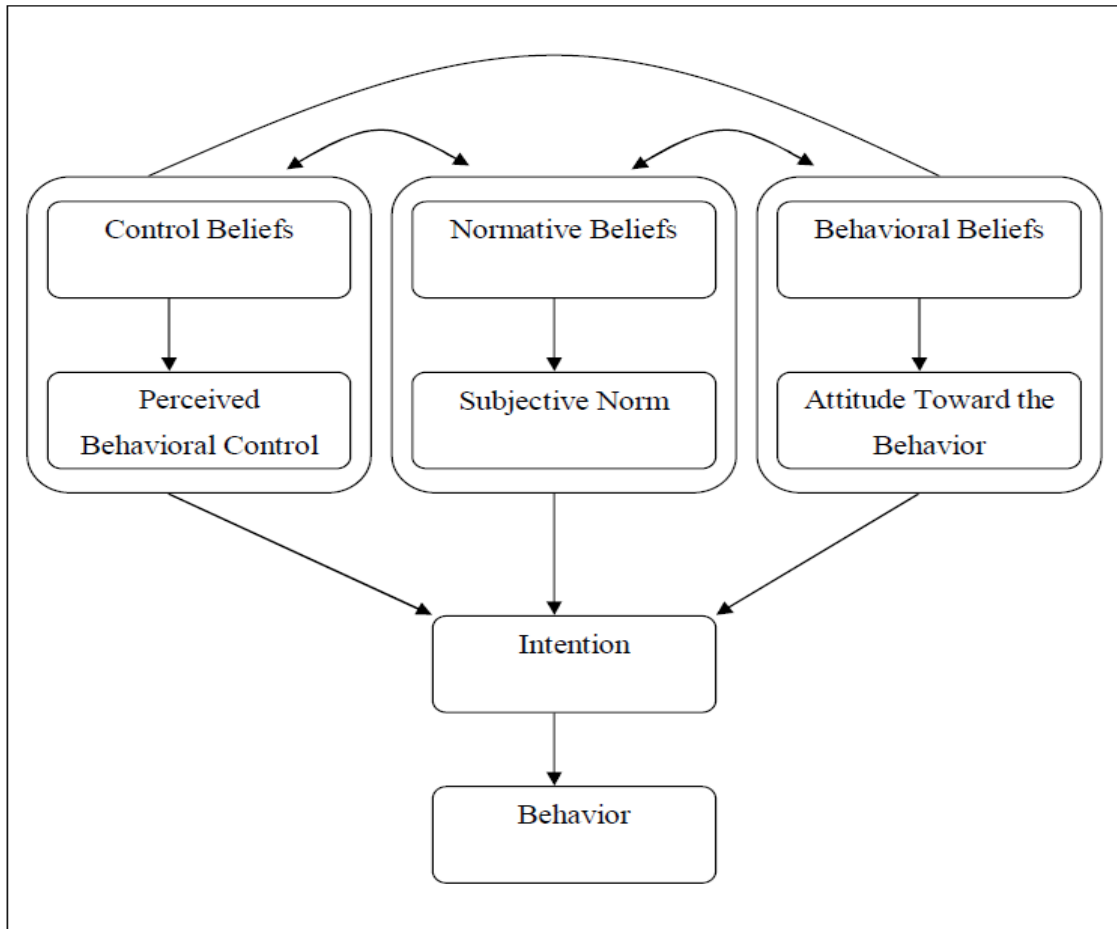 Control Beliefs
Normative Beliefs
Behavioral Beliefs
Perceived
Behavioral Control
Subjective Norm
Attitude Toward the
Behavior
Intention
Behavior